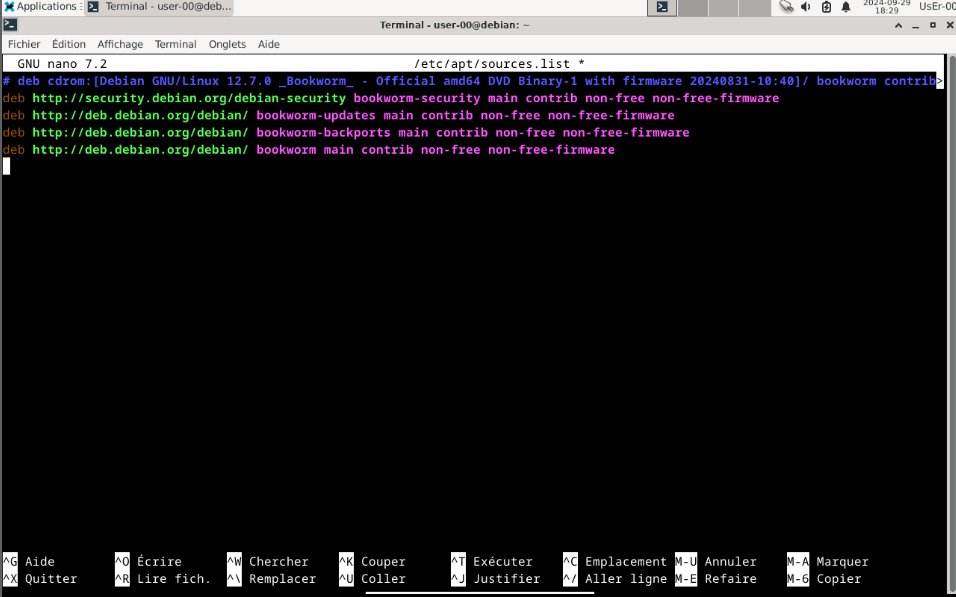 Applications
Terminal - user-00@deb...
2024-09-29
18:29
UsEr-00
Terminal - user-00@debian: ~
Fichier Édition Affichage Terminal Onglets Aide
GNU nano 7.2 /etc/apt/sources.list *
# deb cdrom:[Debian GNU/Linux 12.7.0 _Bookworm_ - Official amd64 DVD Binary-1 with firmware 20240831-10:40]/ bookworm contrib>
deb http://security.debian.org/debian-security bookworm-security main contrib non-free non-free-firmware
deb http://deb.debian.org/debian/ bookworm-updates main contrib non-free non-free-firmware
deb http://deb.debian.org/debian/ bookworm-backports main contrib non-free non-free-firmware
deb http://deb.debian.org/debian/ bookworm main contrib non-free non-free-firmware
^G Aide ^O Écrire ^W Chercher ^K Couper ^T Exécuter ^C Emplacement M-U Annuler M-A Marquer
^X Quitter ^R Lire fich. ^\ Remplacer ^U Coller ^J Justifier ^/ Aller ligne M-E Refaire M-6 Copier